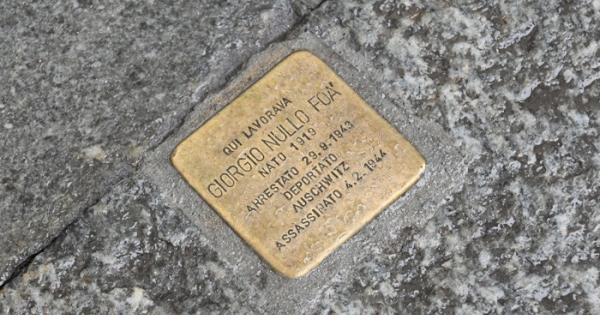 QUI LAVORAVA
GIORGIO NULLO FOA'
NATO 1919
ARRESTATO 29.9.1943
DEPORTATO
AUSCHWITZ
ASSASSINATO 4.2.1944